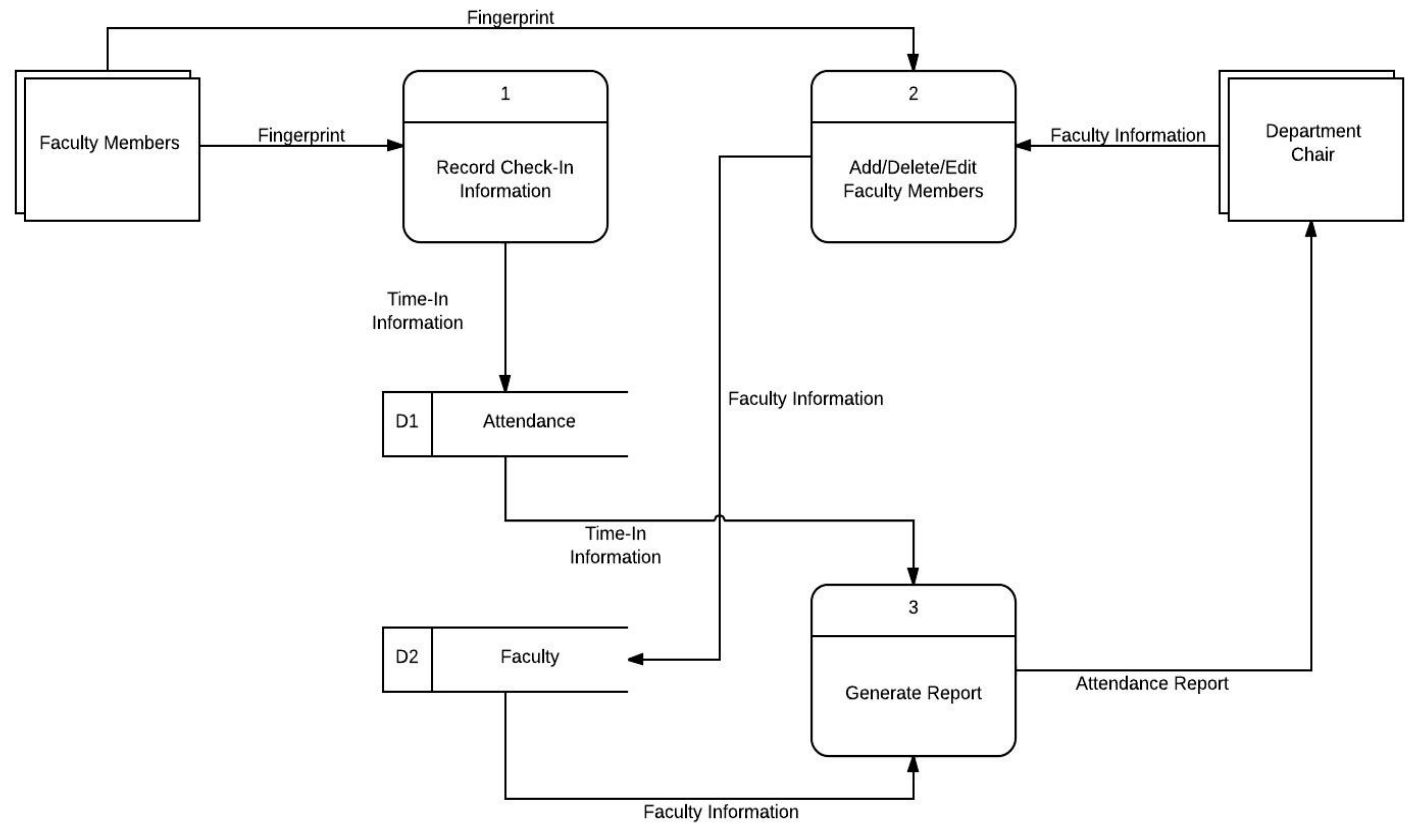 Fingerprint
Faculty Members
Fingerprint
1
Record Check-In
Information
2
Add/Delete/Edit
Faculty Members
Faculty Information
Department
Chair
Time-In
Information
Faculty Information
D1
Attendance
Time-In
Information
D2
Faculty
3
Generate Report
Attendance Report
Faculty Information